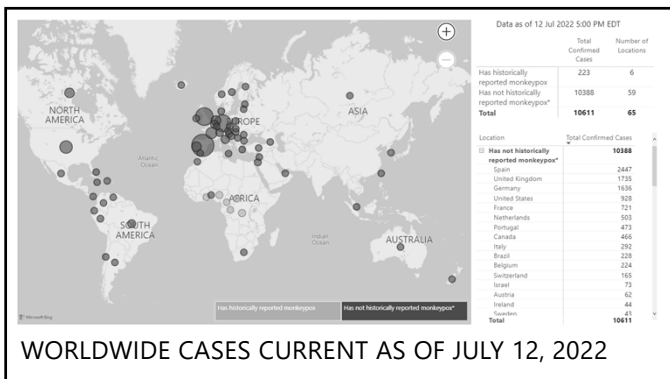 Data as of 12 Jul 2022 5:00 PM EDT
Total Confirmed Cases Number of Locations
Has historically reported monkeypox 223 6
Has not historically reported monkeypox* 10388 59
Total 10611 65
Location Total Confirmed Cases
Has not historically reported monkeypox* 10388
Spain 2447
United Kingdom 1735
Germany 1636
United States 928
France 721
Netherlands 503
Portugal 473
Canada 466
Italy 292
Brazil 228
Belgium 224
Switzerland 165
Israel 73
Austria 62
Ireland 44
Sweden 43
Total 10611
NORTH
AMERICA
EUROPE
ASIA
Atlantic
Ocean
AFRICA
SOUTH
AMERICA
Indian
Ocean
AUSTRALIA
Has historically reported monkeypox
Has not historically reported monkeypox*
Microsoft Bing
WORLDWIDE CASES CURRENT AS OF JULY 12, 2022